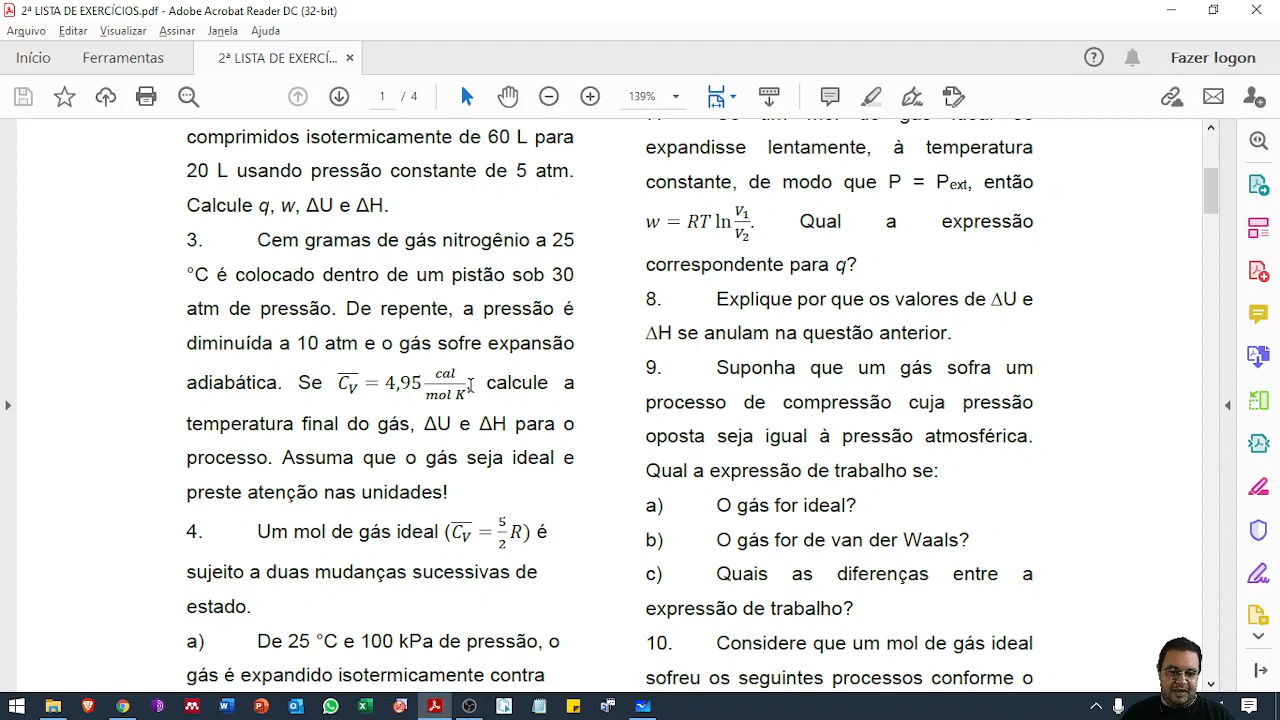 2ª LISTA DE EXERCÍCIOS.pdf - Adobe Acrobat Reader DC (32-bit)
Arquivo Editar Visualizar Assinar Janela Ajuda
Início Ferramentas 2ª LISTA DE EXERCÍ... × Fazer logon
1 / 4 139%
comprimidos isotermicamente de 60 L para
20 L usando pressão constante de 5 atm.
Calcule q, w, ΔU e ΔH.
3. Cem gramas de gás nitrogênio a 25
°C é colocado dentro de um pistão sob 30
atm de pressão. De repente, a pressão é
diminuída a 10 atm e o gás sofre expansão
adiabática. Se C̅V̅ = 4,95 cal/mol K, calcule a
temperatura final do gás, ΔU e ΔH para o
processo. Assuma que o gás seja ideal e
preste atenção nas unidades!
4. Um mol de gás ideal (C̅V̅ = 5/2 R) é
sujeito a duas mudanças sucessivas de
estado.
a) De 25 °C e 100 kPa de pressão, o
gás é expandido isotermicamente contra
expandisse lentamente, à temperatura
constante, de modo que P = Pext, então
w = RT ln V1/V2. Qual a expressão
correspondente para q?
8. Explique por que os valores de ΔU e
ΔH se anulam na questão anterior.
9. Suponha que um gás sofra um
processo de compressão cuja pressão
oposta seja igual à pressão atmosférica.
Qual a expressão de trabalho se:
a) O gás for ideal?
b) O gás for de van der Waals?
c) Quais as diferenças entre a
expressão de trabalho?
10. Considere que um mol de gás ideal
sofreu os seguintes processos conforme o